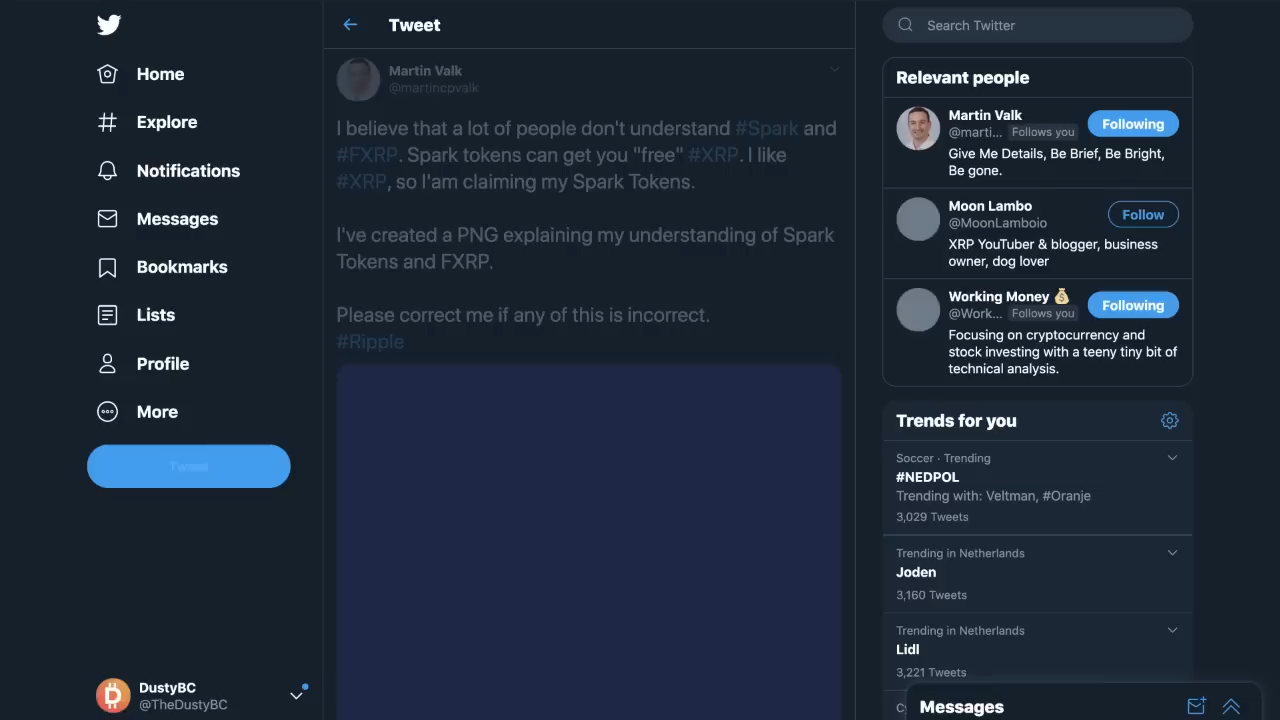 Home
Explore
Notifications
Messages
Bookmarks
Lists
Profile
More
Tweet
DustyBC
@TheDustyBC
Tweet
Martin Valk
@martincpvalk
I believe that a lot of people don't understand #Spark and
#FXRP. Spark tokens can get you "free" #XRP. I like
#XRP, so I'am claiming my Spark Tokens.
I've created a PNG explaining my understanding of Spark
Tokens and FXRP.
Please correct me if any of this is incorrect.
#Ripple
Search Twitter
Relevant people
Martin Valk
@marti... Follows you
Following
Give Me Details, Be Brief, Be Bright,
Be gone.
Moon Lambo
@MoonLamboio
Follow
XRP YouTuber & blogger, business
owner, dog lover
Working Money 💰
@Work... Follows you
Following
Focusing on cryptocurrency and
stock investing with a teeny tiny bit of
technical analysis.
Trends for you
Soccer · Trending
#NEDPOL
Trending with: Veltman, #Oranje
3,029 Tweets
Trending in Netherlands
Joden
3,160 Tweets
Trending in Netherlands
Lidl
3,221 Tweets
Messages